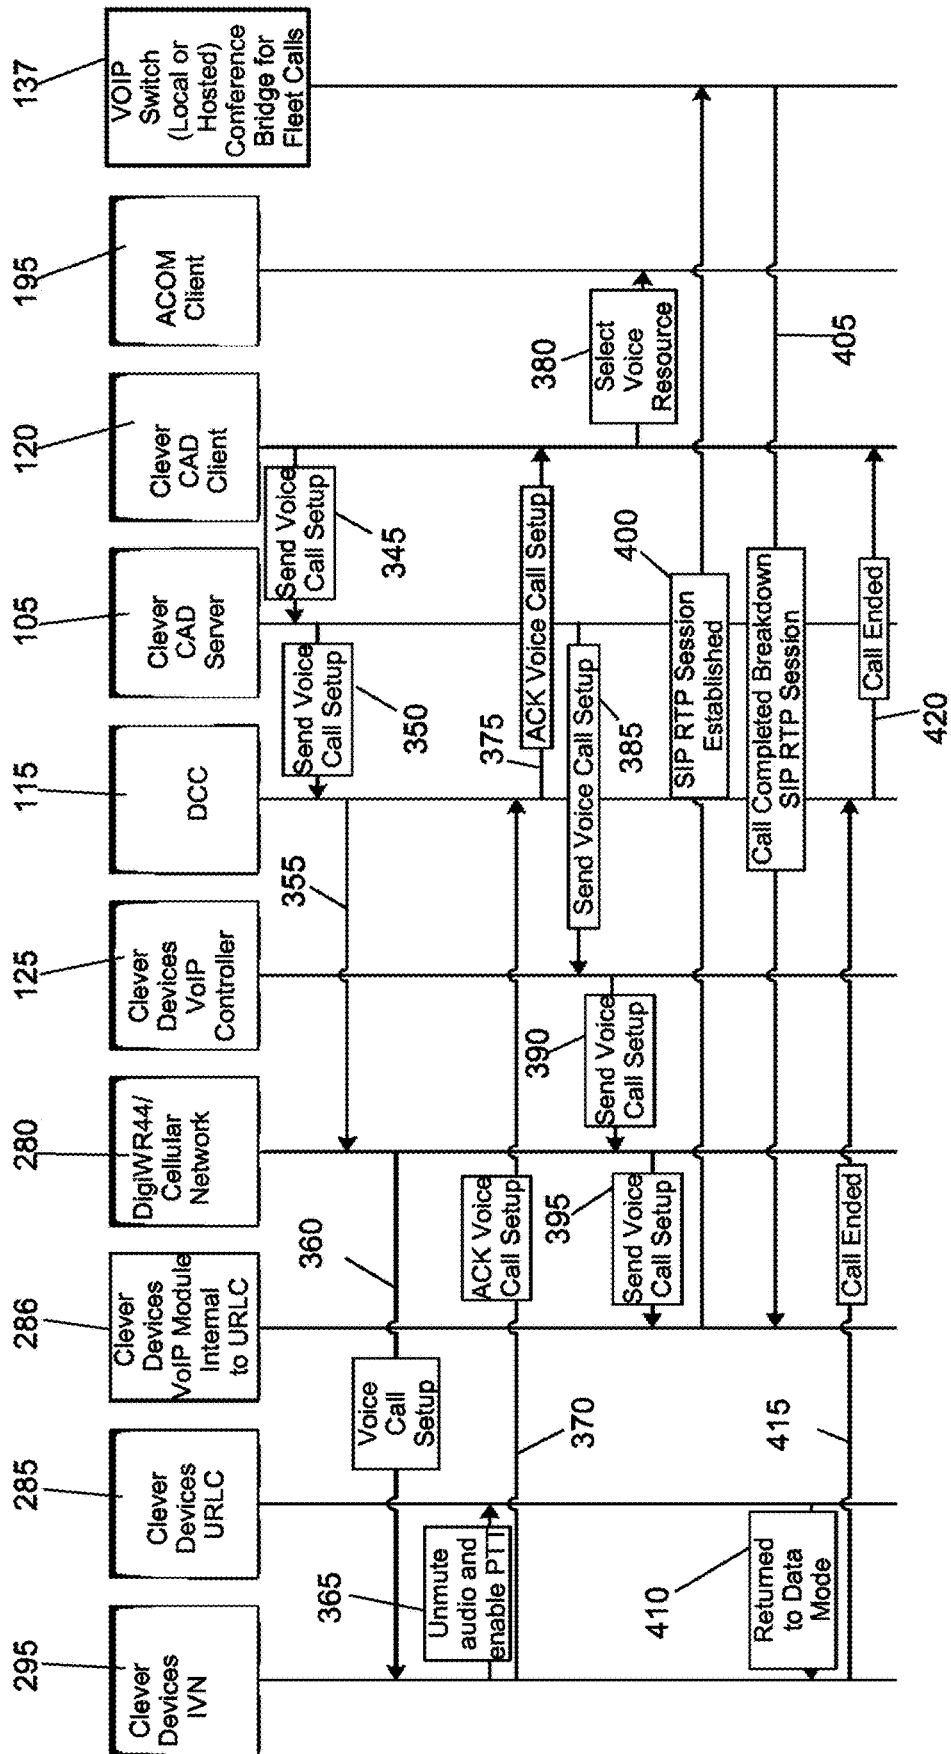 295
285
286
280
125
115
105
120
195
137
Clever
Devices
IVN
Clever
Devices
URLC
Clever
Devices
VoIP Module
Internal
to URLC
DigiWR44/
Cellular
Network
Clever
Devices
VoIP
Controller
DCC
Clever
CAD
Server
Clever
CAD
Client
ACOM
Client
VOIP
Switch
(Local or
Hosted)
Conference
Bridge for
Fleet Calls
Send Voice
Call Setup
345
Send Voice
Call Setup
350
355
360
Voice
Call
Setup
365
Unmute
audio and
enable PTT
370
ACK Voice
Call Setup
375
ACK Voice Call Setup
380
Select
Voice
Resource
Send Voice Call Setup
385
390
Send Voice
Call Setup
395
Send Voice
Call Setup
400
SIP RTP Session
Established
Call Completed Breakdown
SIP RTP Session
405
410
Returned
to Data
Mode
415
Call Ended
Call Ended
420